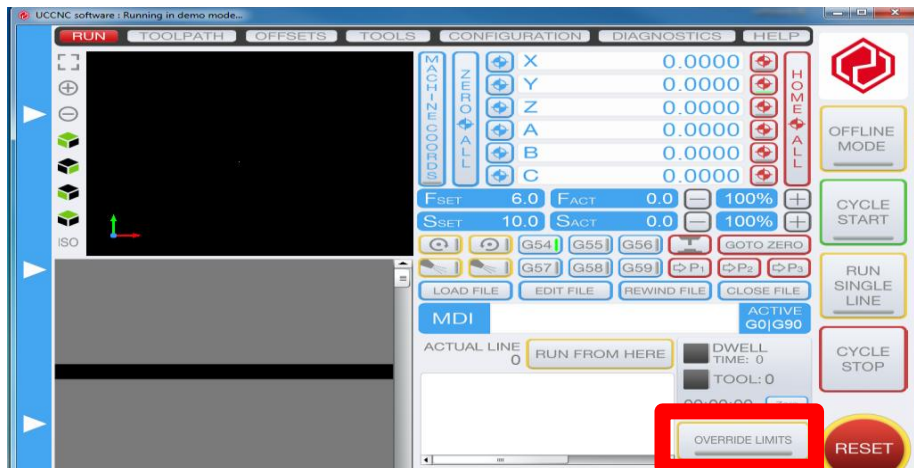 UCCNC software : Running in demo mode...
RUN TOOLPATH OFFSETS TOOLS CONFIGURATION DIAGNOSTICS HELP
MACHINE COORDS
ZERO ALL
X 0.0000
Y 0.0000
Z 0.0000
A 0.0000
B 0.0000
C 0.0000
HOME ALL
ISO
FSET 6.0 FACT 0.0 100%
SSET 10.0 SACT 0.0 100%
G54 G55 G56 GOTO ZERO
G57 G58 G59 P1 P2 P3
LOAD FILE EDIT FILE REWIND FILE CLOSE FILE
MDI ACTIVE
G0|G90
ACTUAL LINE
0
RUN FROM HERE
DWELL
TIME: 0
TOOL: 0
OVERRIDE LIMITS
OFFLINE
MODE
CYCLE
START
RUN
SINGLE
LINE
CYCLE
STOP
RESET